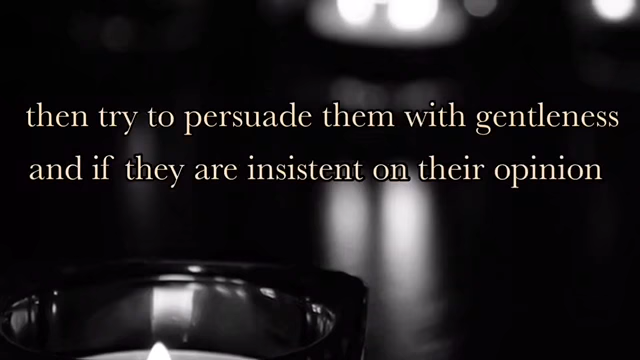 then try to persuade them with gentleness
and if they are insistent on their opinion